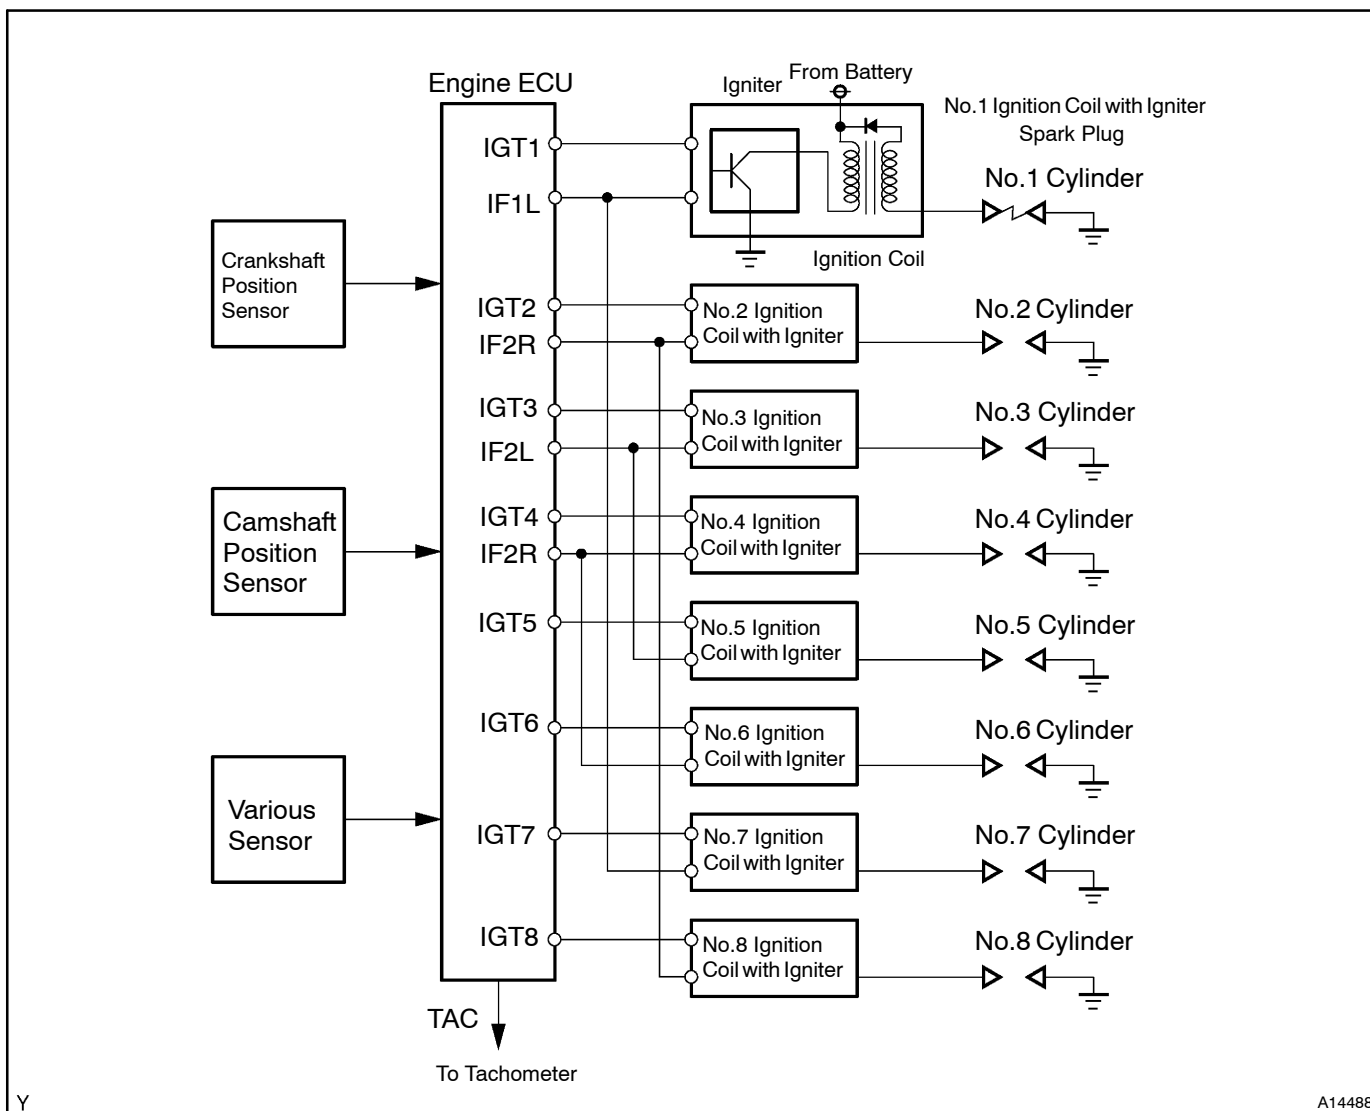 Engine ECU
Igniter
From Battery
No.1 Ignition Coil with Igniter
Spark Plug
IGT1
No.1 Cylinder
IF1L
Ignition Coil
Crankshaft
Position
Sensor
IGT2
No.2 Ignition
Coil with Igniter
No.2 Cylinder
IF2R
IGT3
No.3 Ignition
Coil with Igniter
No.3 Cylinder
IF2L
Camshaft
Position
Sensor
IGT4
No.4 Ignition
Coil with Igniter
No.4 Cylinder
IF2R
IGT5
No.5 Ignition
Coil with Igniter
No.5 Cylinder
IGT6
No.6 Ignition
Coil with Igniter
No.6 Cylinder
Various
Sensor
IGT7
No.7 Ignition
Coil with Igniter
No.7 Cylinder
IGT8
No.8 Ignition
Coil with Igniter
No.8 Cylinder
TAC
To Tachometer
Y
A14489